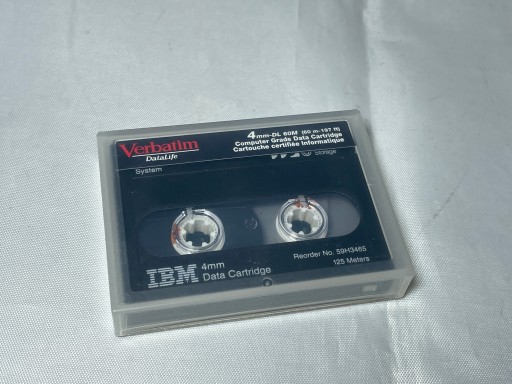 Verbatim
DataLife
4mm-DL 60M (60 m-197 ft)
Computer Grade Data Cartridge
Cartouche certifiée Informatique
Storage
System
IBM 4mm
Data Cartridge
Reorder No. 59H3465
125 Meters